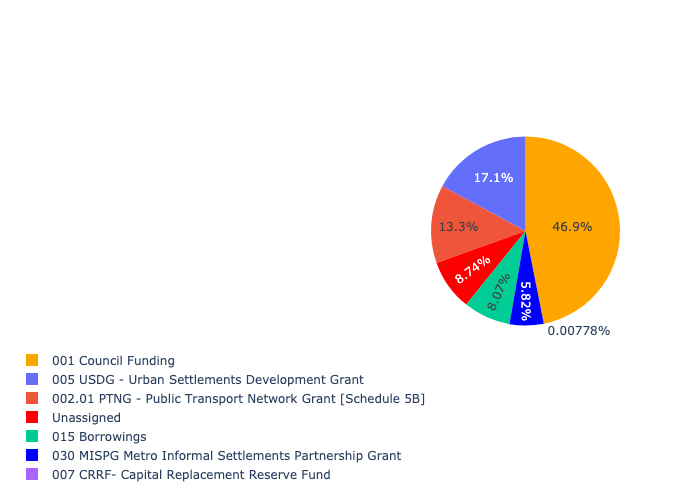 17.1%
13.3%
46.9%
8.74%
8.07%
5.82%
0.00778%
001 Council Funding
005 USDG - Urban Settlements Development Grant
002.01 PTNG - Public Transport Network Grant [Schedule 5B]
Unassigned
015 Borrowings
030 MISPG Metro Informal Settlements Partnership Grant
007 CRRF- Capital Replacement Reserve Fund